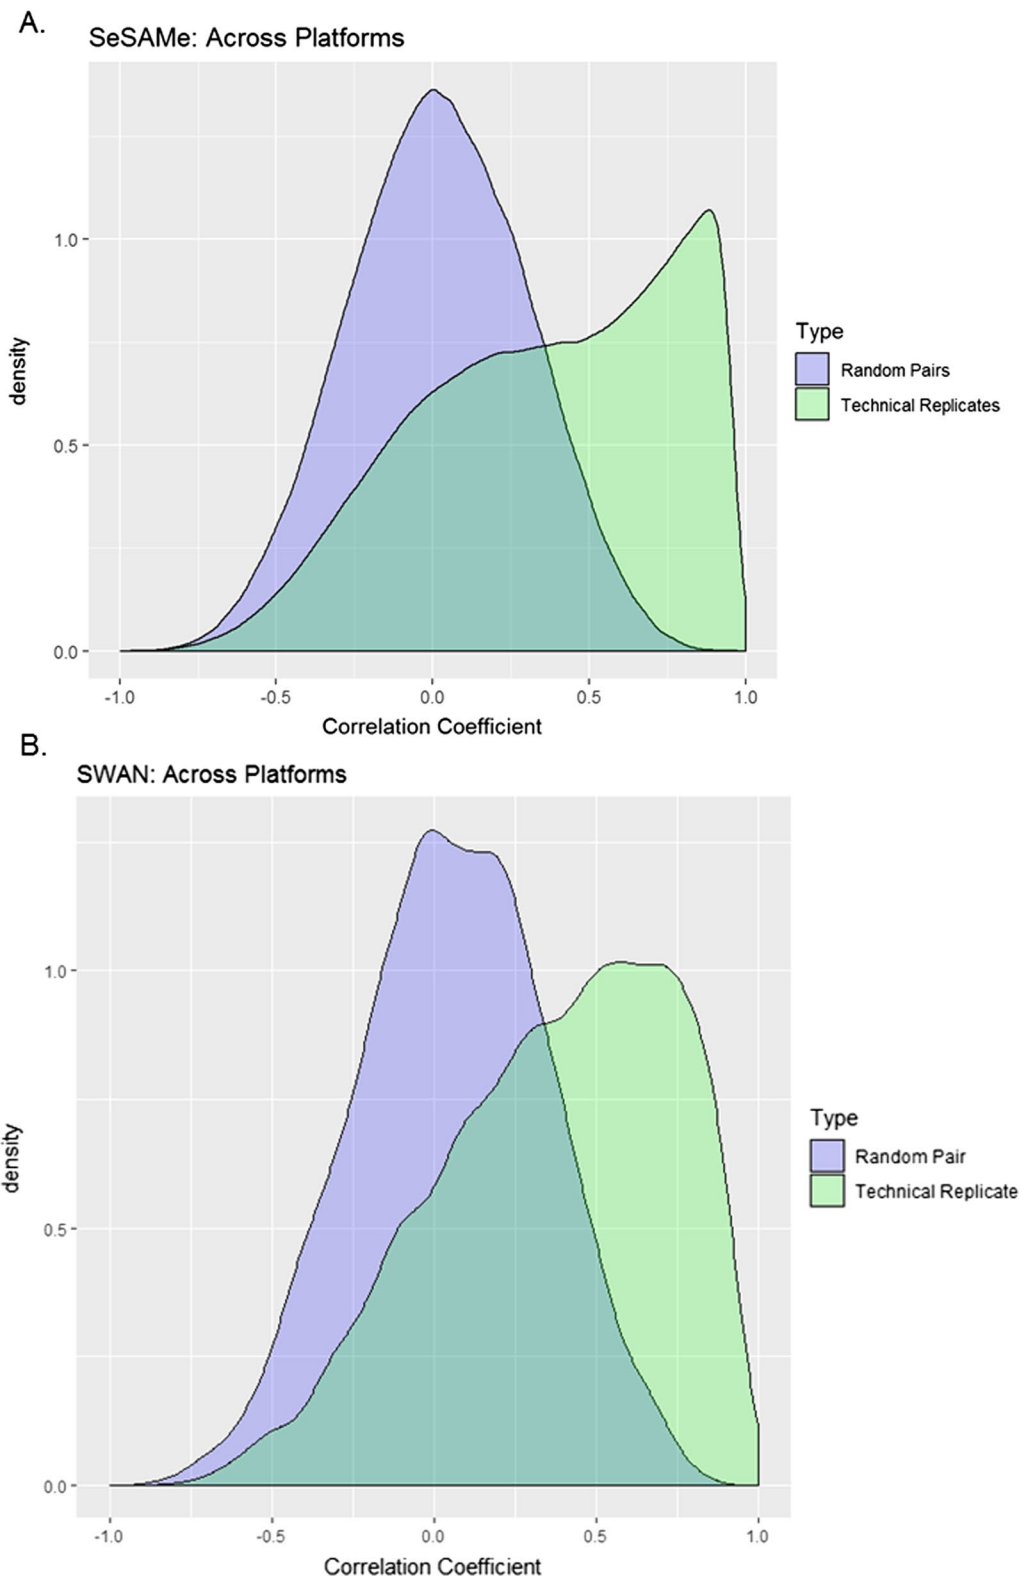 A.
SeSAMe: Across Platforms
density
1.0
0.5
0.0
-1.0 -0.5 0.0 0.5 1.0
Correlation Coefficient
Type
Random Pairs
Technical Replicates
B.
SWAN: Across Platforms
density
1.0
0.5
0.0
-1.0 -0.5 0.0 0.5 1.0
Correlation Coefficient
Type
Random Pair
Technical Replicate